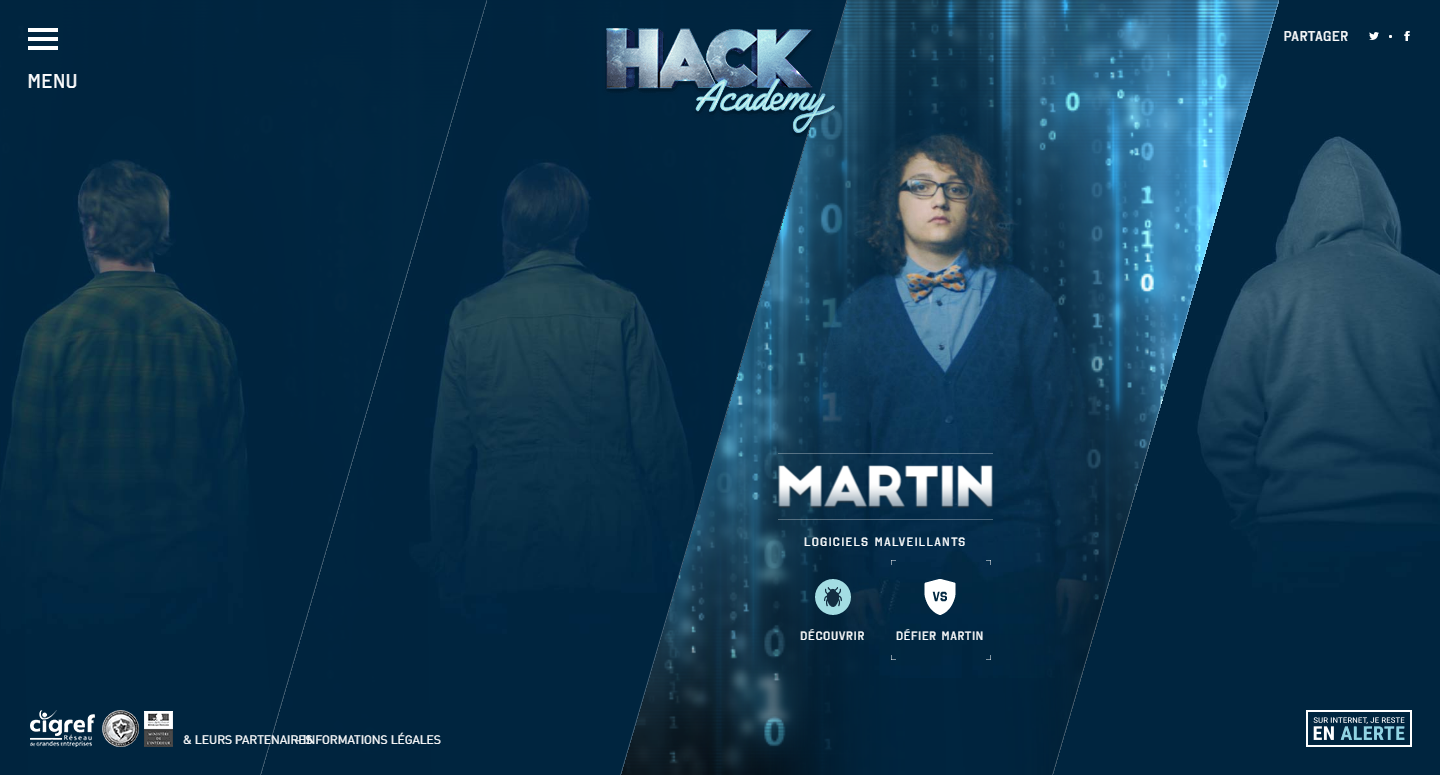 MENU
HACK
Academy
PARTAGER
MARTIN
LOGICIELS MALVEILLANTS
VS
DÉCOUVRIR
DÉFIER MARTIN
cigref
Réseau
de Grandes entreprises
& LEURS PARTENAIRES
INFORMATIONS LÉGALES
SUR INTERNET, JE RESTE
EN ALERTE